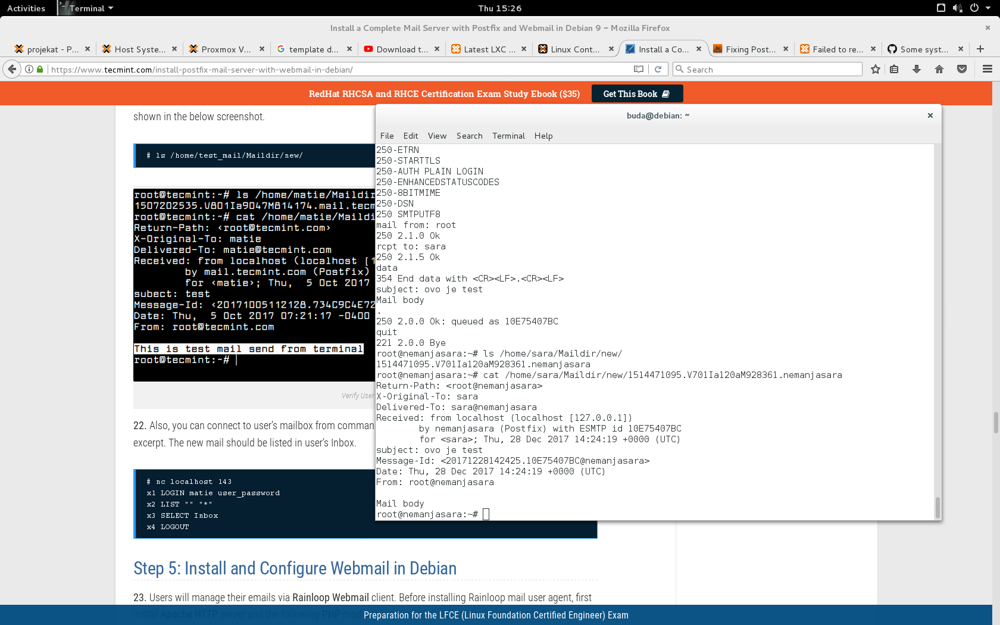 Activities
Terminal
Thu 15:26
Install a Complete Mail Server with Postfix and Webmail in Debian 9 – Mozilla Firefox
projekat - P...
Host Syste...
Proxmox V...
template d...
Download t...
Latest LXC ...
Linux Cont...
Install a Co...
Fixing Post...
Failed to re...
Some syst...
https://www.tecmint.com/install-postfix-mail-server-with-webmail-in-debian/
Search
RedHat RHCSA and RHCE Certification Exam Study Ebook ($35)
Get This Book
shown in the below screenshot.
# ls /home/test_mail/Maildir/new/
root@tecmint:~# ls /home/matie/Maildir
1507202535.V801Ia9047M814174.mail.tecm
root@tecmint:~# cat /home/matie/Maildi
Return-Path: <root@tecmint.com>
X-Original-To: matie
Delivered-To: matie@tecmint.com
Received: from localhost (localhost [1
by mail.tecmint.com (Postfix)
for <matie>; Thu,  5 Oct 2017
subect: test
Message-Id: <20171005112128.734C9C4E72
Date: Thu,  5 Oct 2017 07:21:17 -0400
From: root@tecmint.com
This is test mail send from terminal
root@tecmint:~#
Verify User
22. Also, you can connect to user's mailbox from comman
excerpt. The new mail should be listed in user's Inbox.
# nc localhost 143
x1 LOGIN matie user_password
x2 LIST "" "*"
x3 SELECT Inbox
x4 LOGOUT
Step 5: Install and Configure Webmail in Debian
23. Users will manage their emails via Rainloop Webmail client. Before installing Rainloop mail user agent, first
install Apache HTTP server and the following PHP mod
Preparation for the LFCE (Linux Foundation Certified Engineer) Exam
buda@debian: ~
File Edit View Search Terminal Help
250-ETRN
250-STARTTLS
250-AUTH PLAIN LOGIN
250-ENHANCEDSTATUSCODES
250-8BITMIME
250-DSN
250 SMTPUTF8
mail from: root
250 2.1.0 Ok
rcpt to: sara
250 2.1.5 Ok
data
354 End data with <CR><LF>.<CR><LF>
subject: ovo je test
Mail body
.
250 2.0.0 Ok: queued as 10E75407BC
quit
221 2.0.0 Bye
root@nemanjasara:~# ls /home/sara/Maildir/new/
1514471095.V701Ia120aM928361.nemanjasara
root@nemanjasara:~# cat /home/sara/Maildir/new/1514471095.V701Ia120aM928361.nemanjasara
Return-Path: <root@nemanjasara>
X-Original-To: sara
Delivered-To: sara@nemanjasara
Received: from localhost (localhost [127.0.0.1])
by nemanjasara (Postfix) with ESMTP id 10E75407BC
for <sara>; Thu, 28 Dec 2017 14:24:19 +0000 (UTC)
subject: ovo je test
Message-Id: <20171228142425.10E75407BC@nemanjasara>
Date: Thu, 28 Dec 2017 14:24:19 +0000 (UTC)
From: root@nemanjasara
Mail body
root@nemanjasara:~#